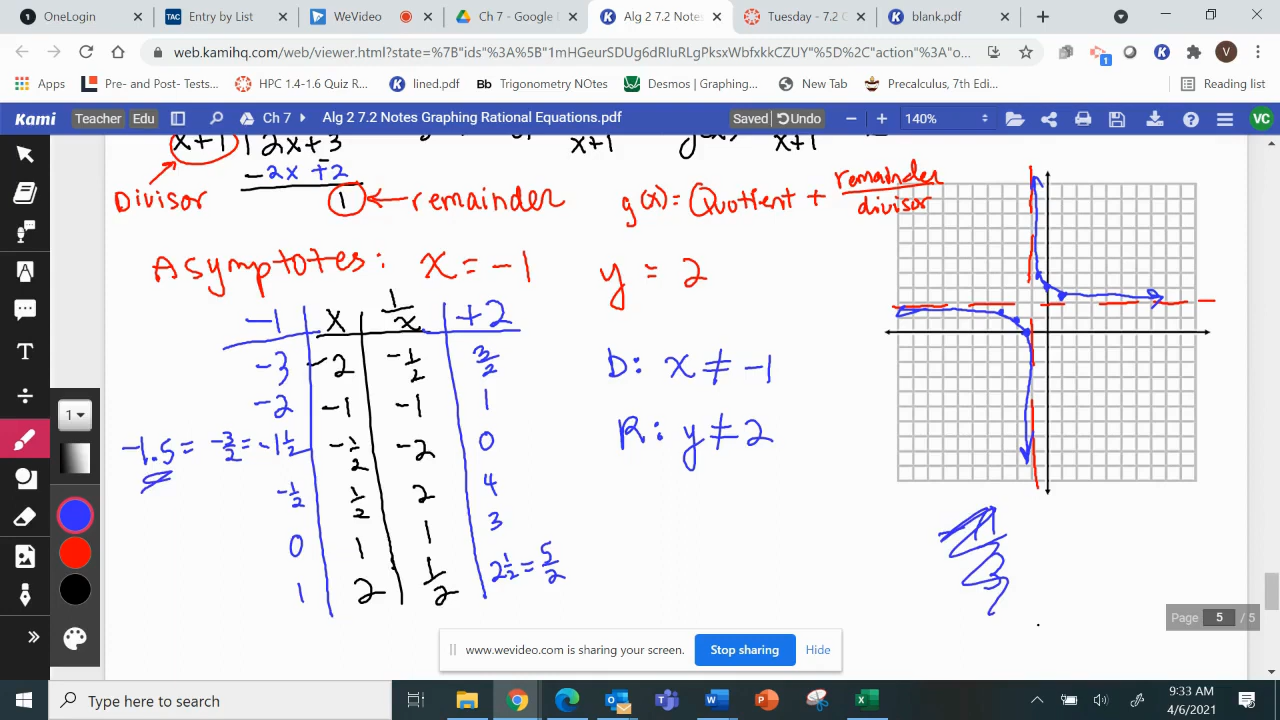 OneLogin
TAC Entry by List
WeVideo
Ch 7 - Google D
Alg 2 7.2 Notes
Tuesday - 7.2 C
blank.pdf
web.kamihq.com/web/viewer.html?state=%7B"ids"%3A%5B"1mHGeurSDUg6dRIuRLgPksxWbfxkkCZUY"%5D%2C"action"%3A"o...
1
V
Apps
Pre- and Post- Tests...
HPC 1.4-1.6 Quiz R...
lined.pdf
Bb Trigonometry NOtes
Desmos | Graphing...
New Tab
Precalculus, 7th Edi...
Reading list
Kami
Teacher
Edu
Ch 7
Alg 2 7.2 Notes Graphing Rational Equations.pdf
Saved Undo
140%
VC
x+1 2x+3
x+1
x+1
-2x +2
Divisor
1 ← remainder
g(x) = Quotient + remainder / divisor
Asymptotes: x = -1 y = 2
-1 x 1/x +2
-3 -2 -1/2 3/2
-2 -1 -1 1
-1.5 = -3/2 = -1 1/2 -1/2 -2 0
-1/2 1/2 2 4
0 1 1 3
1 2 1/2 2 1/2 = 5/2
D: x ≠ -1
R: y ≠ 2
1
T
Page 5 / 5
www.wevideo.com is sharing your screen.
Stop sharing
Hide
Type here to search
9:33 AM
4/6/2021